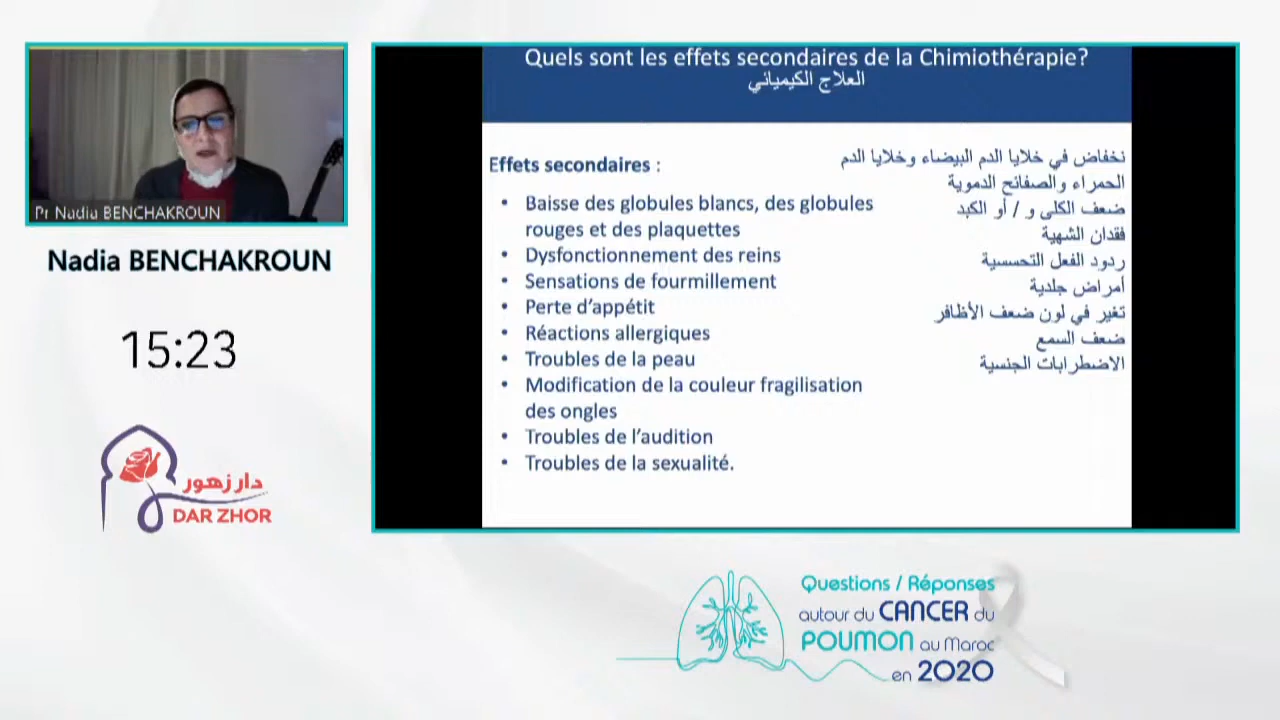 Pr Nadia BENCHAKROUN
Nadia BENCHAKROUN
15:23
دار زهور
DAR ZHOR
Quels sont les effets secondaires de la Chimiothérapie?
العلاج الكيميائي
Effets secondaires :
• Baisse des globules blancs, des globules
rouges et des plaquettes
• Dysfonctionnement des reins
• Sensations de fourmillement
• Perte d’appétit
• Réactions allergiques
• Troubles de la peau
• Modification de la couleur fragilisation
des ongles
• Troubles de l’audition
• Troubles de la sexualité.
نخفاض في خلايا الدم البيضاء وخلايا الدم
الحمراء والصفائح الدموية
ضعف الكلى و / أو الكبد
فقدان الشهية
ردود الفعل التحسسية
أمراض جلدية
تغير في لون ضعف الأظافر
ضعف السمع
الاضطرابات الجنسية
Questions / Réponses
autour du CANCER du
POUMON au Maroc
en 2020